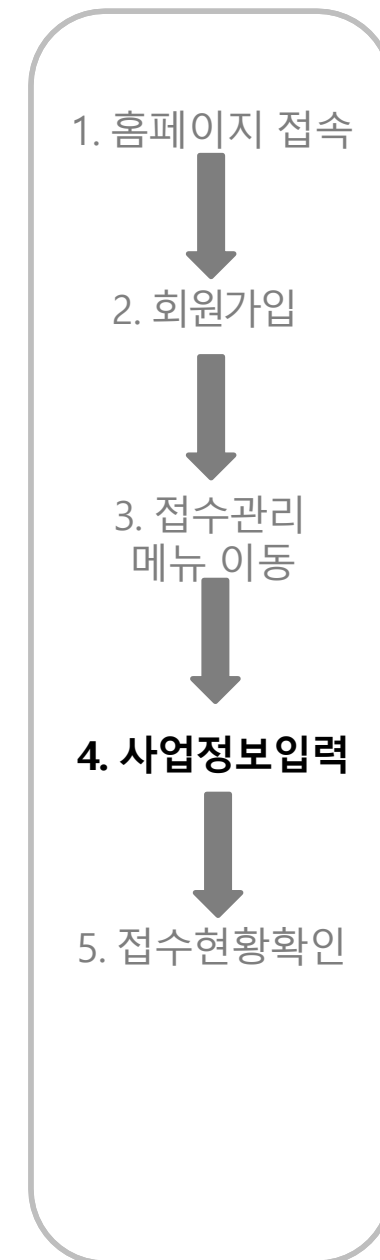 1. 홈페이지 접속
2. 회원가입
3. 접수관리
메뉴 이동
4. 사업정보입력
5. 접수현황확인